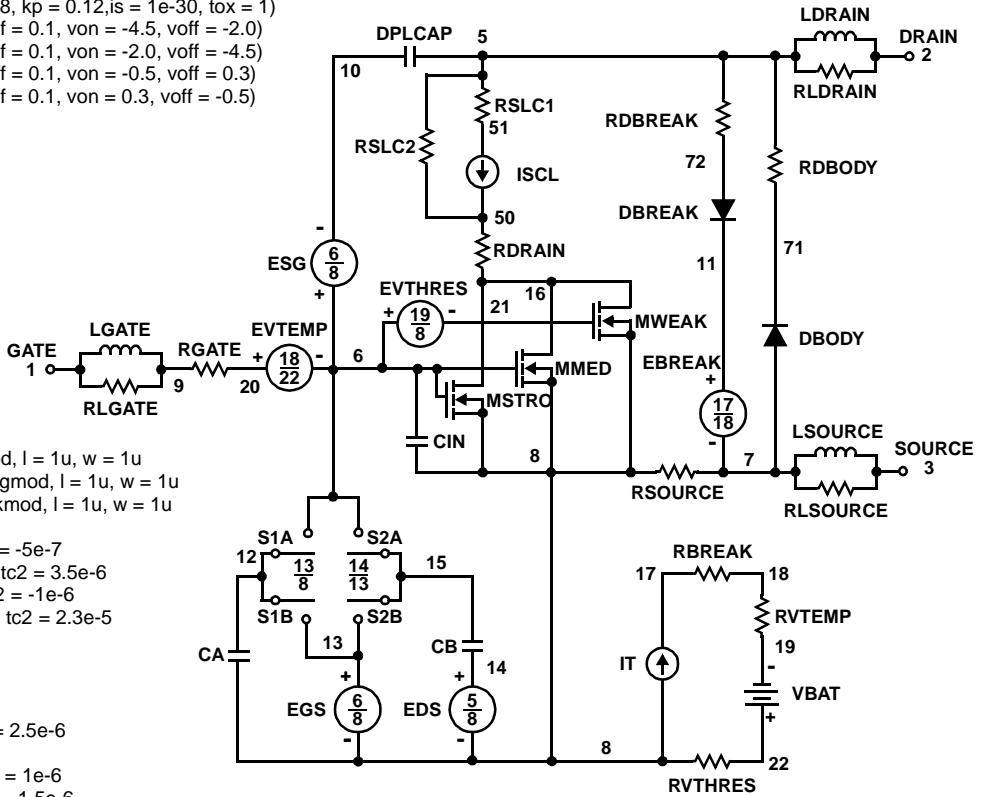 8, kp = 0.12,is = 1e-30, tox = 1)
f = 0.1, von = -4.5, voff = -2.0)
f = 0.1, von = -2.0, voff = -4.5)
f = 0.1, von = -0.5, voff = 0.3)
f = 0.1, von = 0.3, voff = -0.5)
DPLCAP
5
10
LDRAIN
DRAIN
2
RLDRAIN
RSLC1
51
RSLC2
ISCL
50
RDRAIN
RDBREAK
72
DBREAK
11
RDBODY
71
DBODY
-
ESG
6
8
+
EVTHRES
+
19
8
-
21
16
MWEAK
MMED
MSTRO
EBREAK
+
17
18
-
GATE
1
LGATE
RLGATE
9
RGATE
20
EVTEMP
+
18
22
-
6
CIN
8
RSOURCE
7
LSOURCE
SOURCE
3
RLSOURCE
d, l = 1u, w = 1u
gmod, l = 1u, w = 1u
kmod, l = 1u, w = 1u
= -5e-7
tc2 = 3.5e-6
2 = -1e-6
tc2 = 2.3e-5
= 2.5e-6
= 1e-6
S1A
S2A
12
13
8
14
13
15
S1B
S2B
13
CA
CB
14
+
EGS
6
8
-
+
EDS
5
8
-
8
RBREAK
17
18
RVTEMP
19
IT
-
VBAT
+
22
RVTHRES